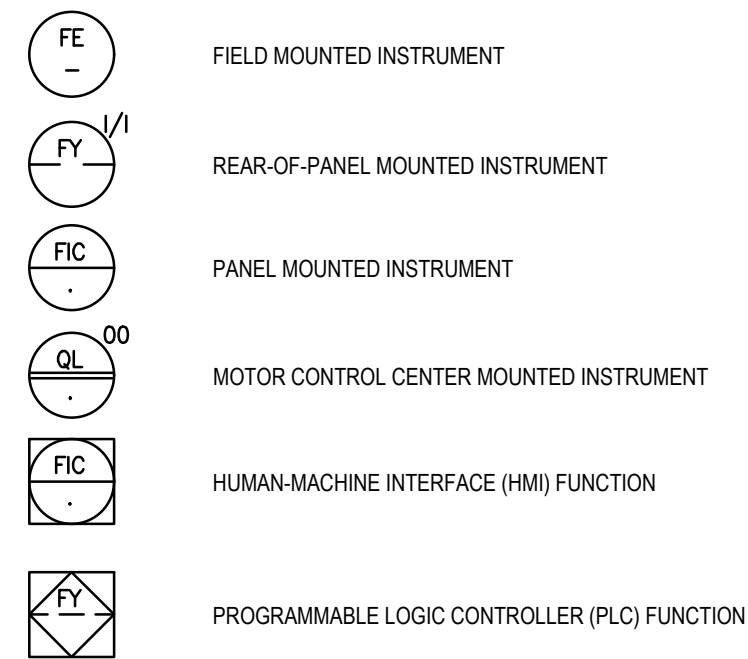 FE
FIELD MOUNTED INSTRUMENT
I/I
FY
REAR-OF-PANEL MOUNTED INSTRUMENT
FIC
PANEL MOUNTED INSTRUMENT
OO
QL
MOTOR CONTROL CENTER MOUNTED INSTRUMENT
FIC
HUMAN-MACHINE INTERFACE (HMI) FUNCTION
FY
PROGRAMMABLE LOGIC CONTROLLER (PLC) FUNCTION